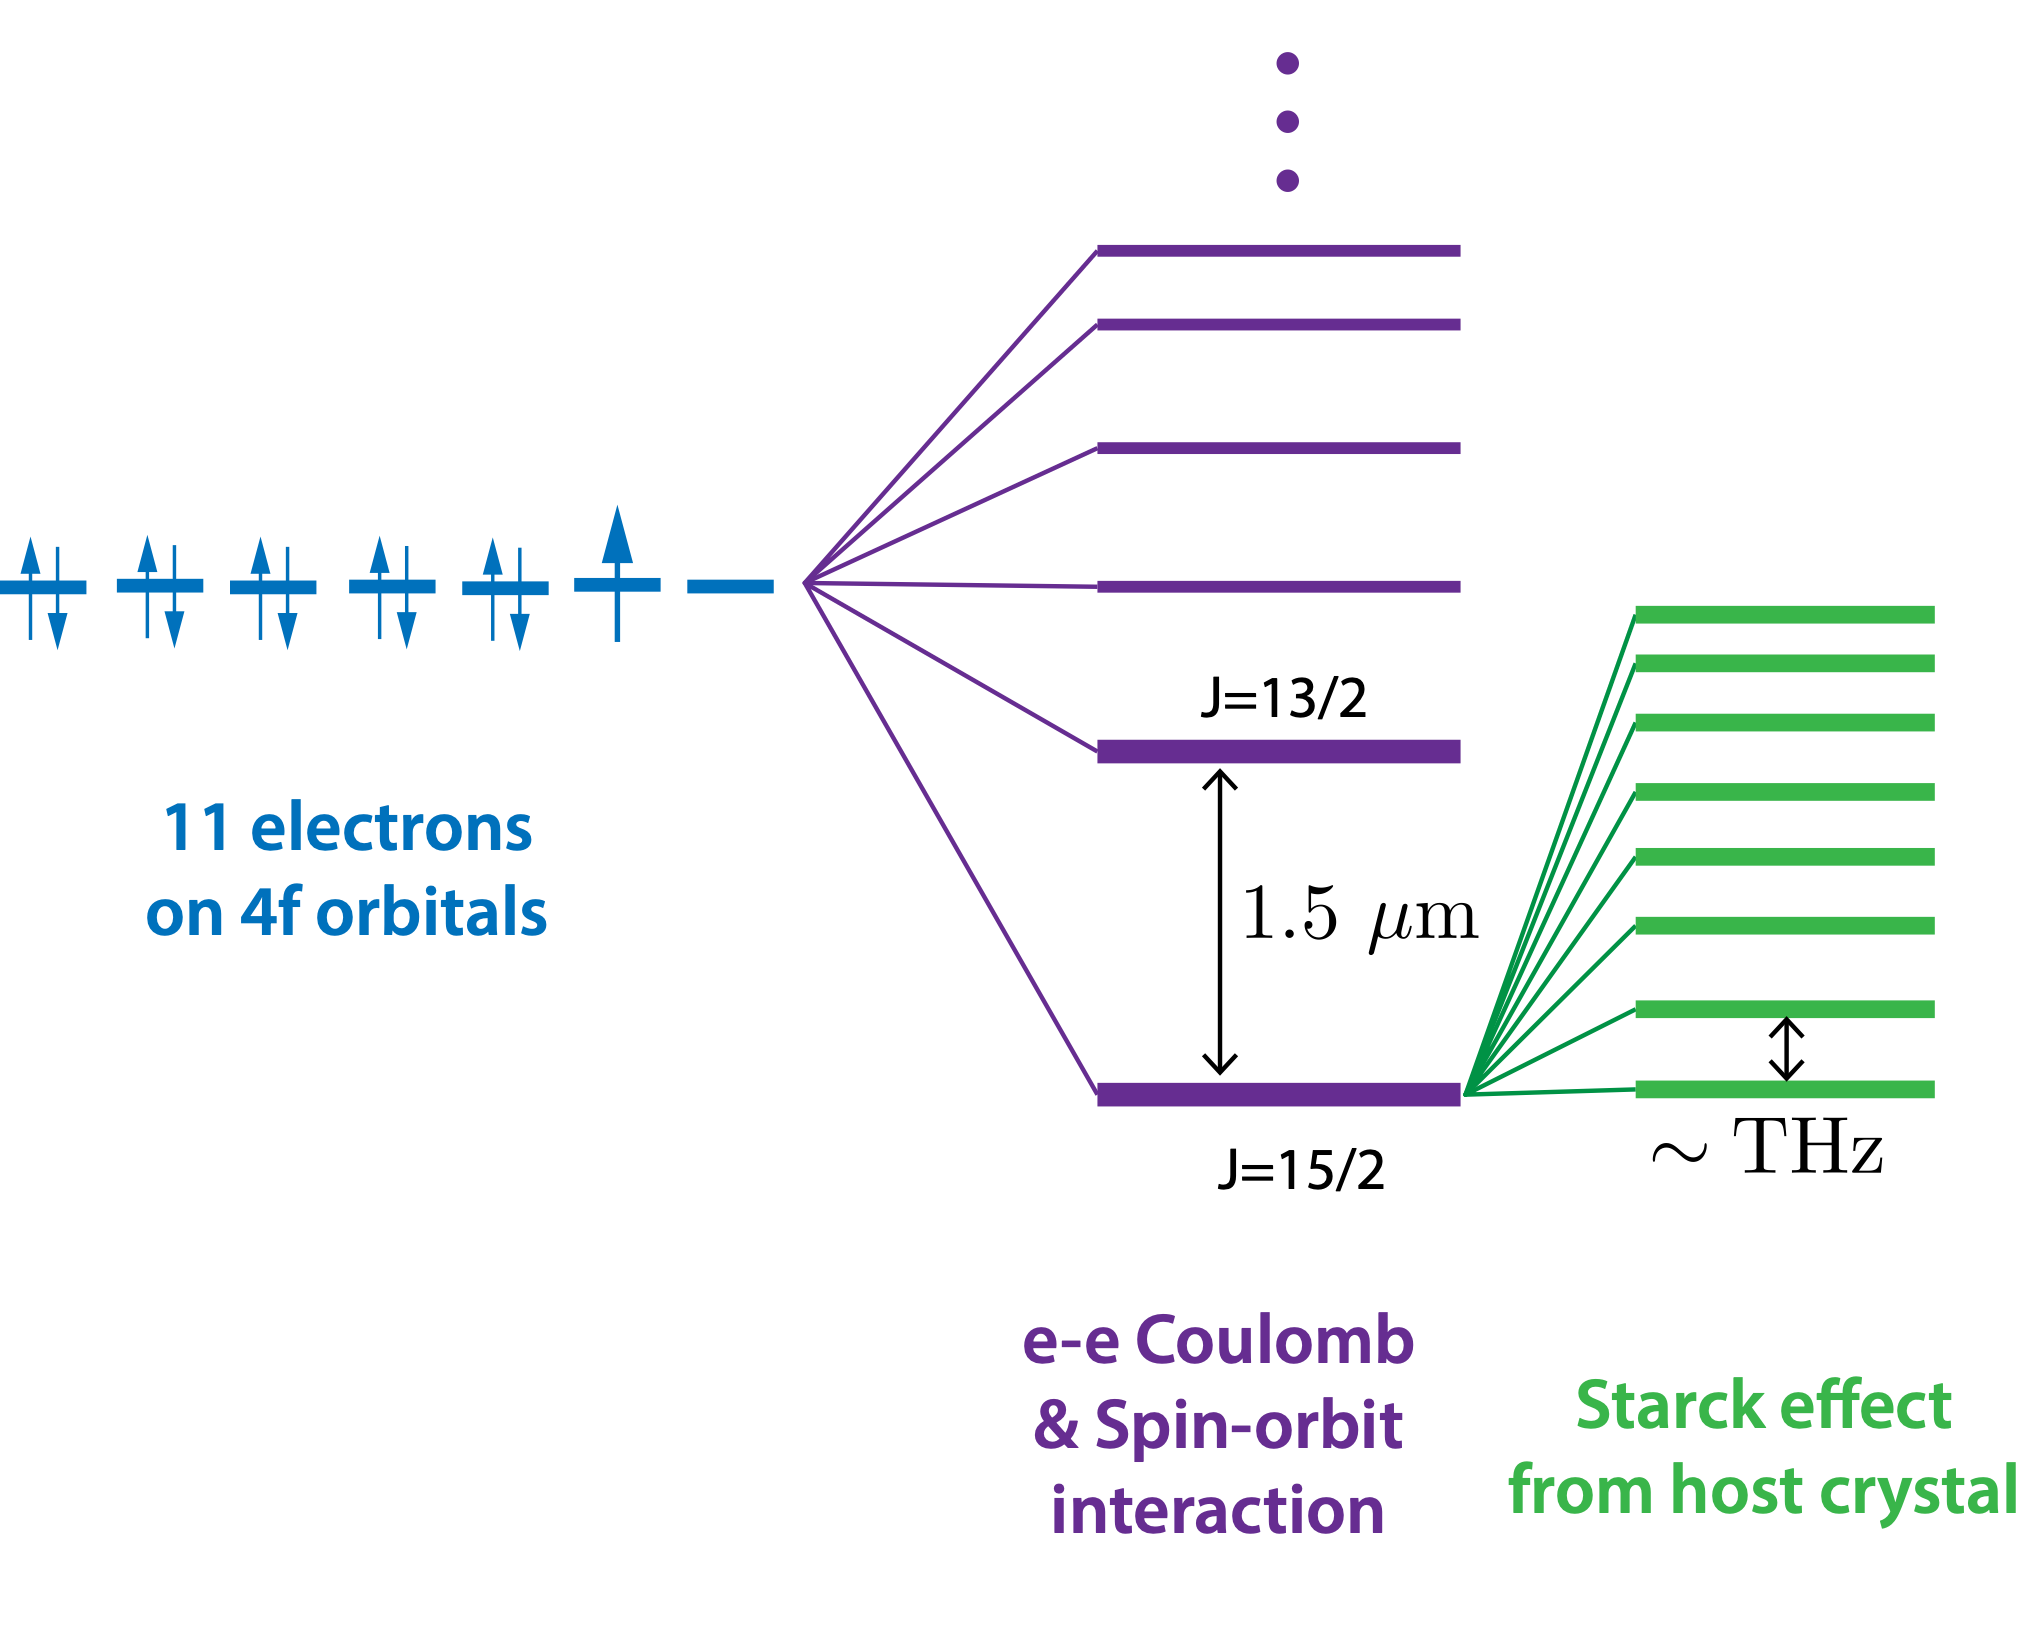 11 electrons
on 4f orbitals
J=13/2
1.5 μm
J=15/2
∼ THz
e-e Coulomb
& Spin-orbit
interaction
Starck effect
from host crystal